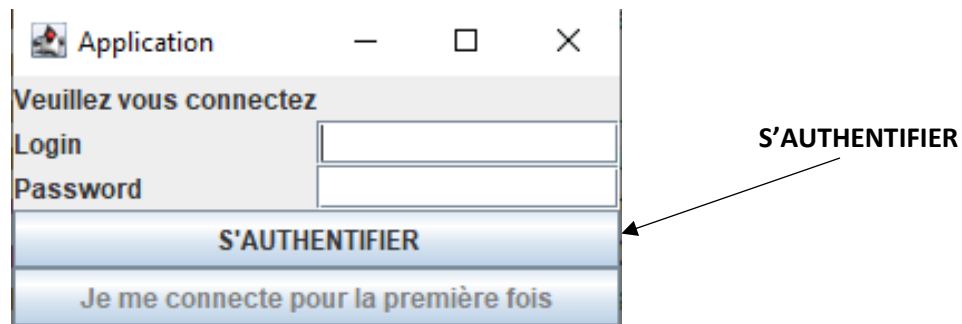 Application
Veuillez vous connectez
Login
Password
S'AUTHENTIFIER
Je me connecte pour la première fois
S’AUTHENTIFIER